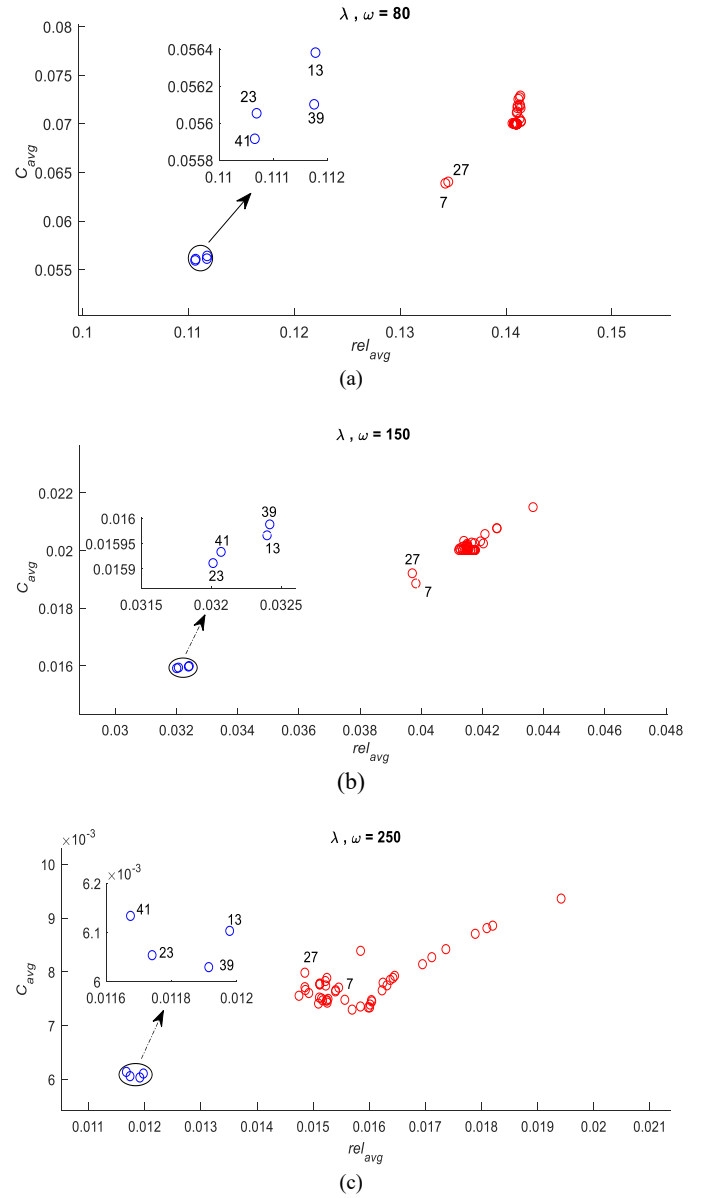 λ , ω = 80
0.08
0.075
0.07
0.065
0.06
0.055
C_avg
0.0564
0.0562
0.056
0.0558
0.11 0.111 0.112
13
23
39
41
27
7
0.1 0.11 0.12 0.13 0.14 0.15
rel_avg
(a)
λ , ω = 150
0.022
0.02
0.018
0.016
C_avg
0.016
0.01595
0.0159
0.0315 0.032 0.0325
39
41
13
23
27
7
0.03 0.032 0.034 0.036 0.038 0.04 0.042 0.044 0.046 0.048
rel_avg
(b)
λ , ω = 250
×10⁻³
10
9
8
7
6
C_avg
×10⁻³
6.2
6.1
6
0.0116 0.0118 0.012
41
13
23
39
27
7
0.011 0.012 0.013 0.014 0.015 0.016 0.017 0.018 0.019 0.02 0.021
rel_avg
(c)